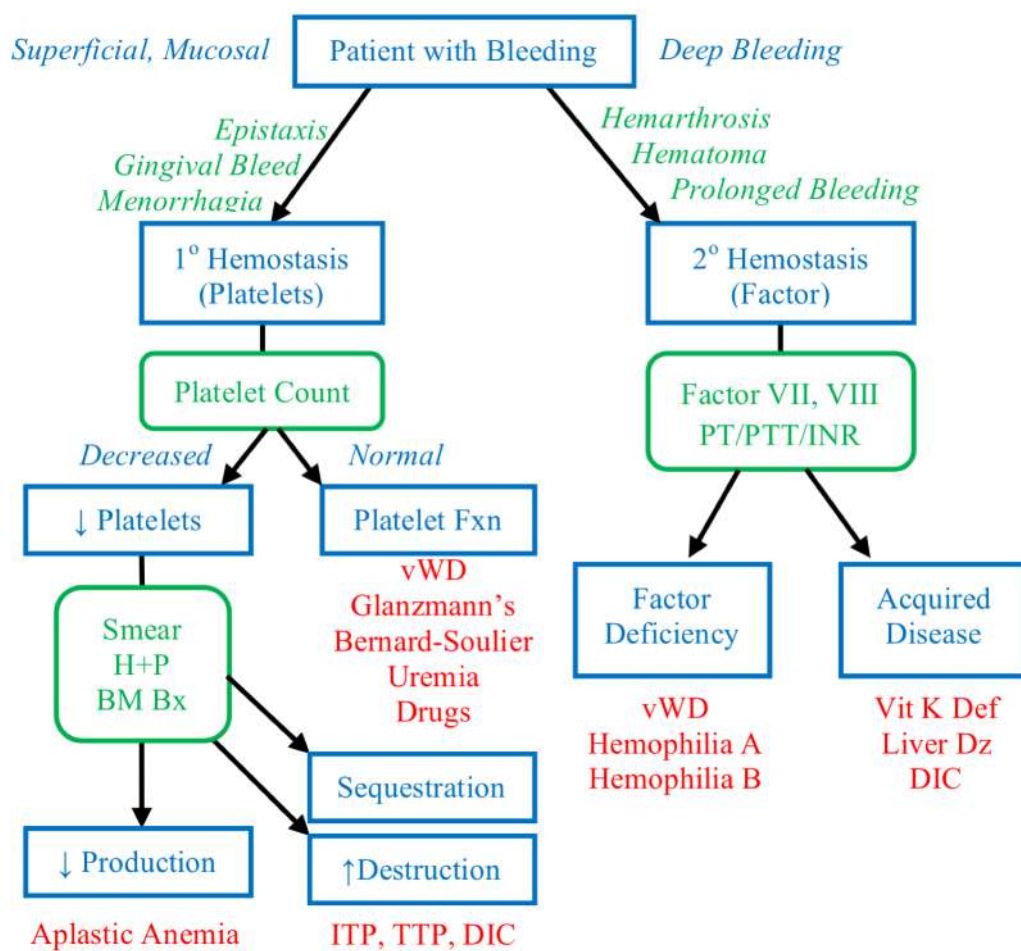 Superficial, Mucosal
Patient with Bleeding
Deep Bleeding
Epistaxis
Gingival Bleed
Menorrhagia
Hemarthrosis
Hematoma
Prolonged Bleeding
1° Hemostasis
(Platelets)
2° Hemostasis
(Factor)
Platelet Count
Factor VII, VIII
PT/PTT/INR
Decreased
Normal
↓ Platelets
Platelet Fxn
vWD
Glanzmann's
Bernard-Soulier
Uremia
Drugs
Factor
Deficiency
vWD
Hemophilia A
Hemophilia B
Acquired
Disease
Vit K Def
Liver Dz
DIC
Smear
H+P
BM Bx
Sequestration
↓ Production
Aplastic Anemia
↑Destruction
ITP, TTP, DIC